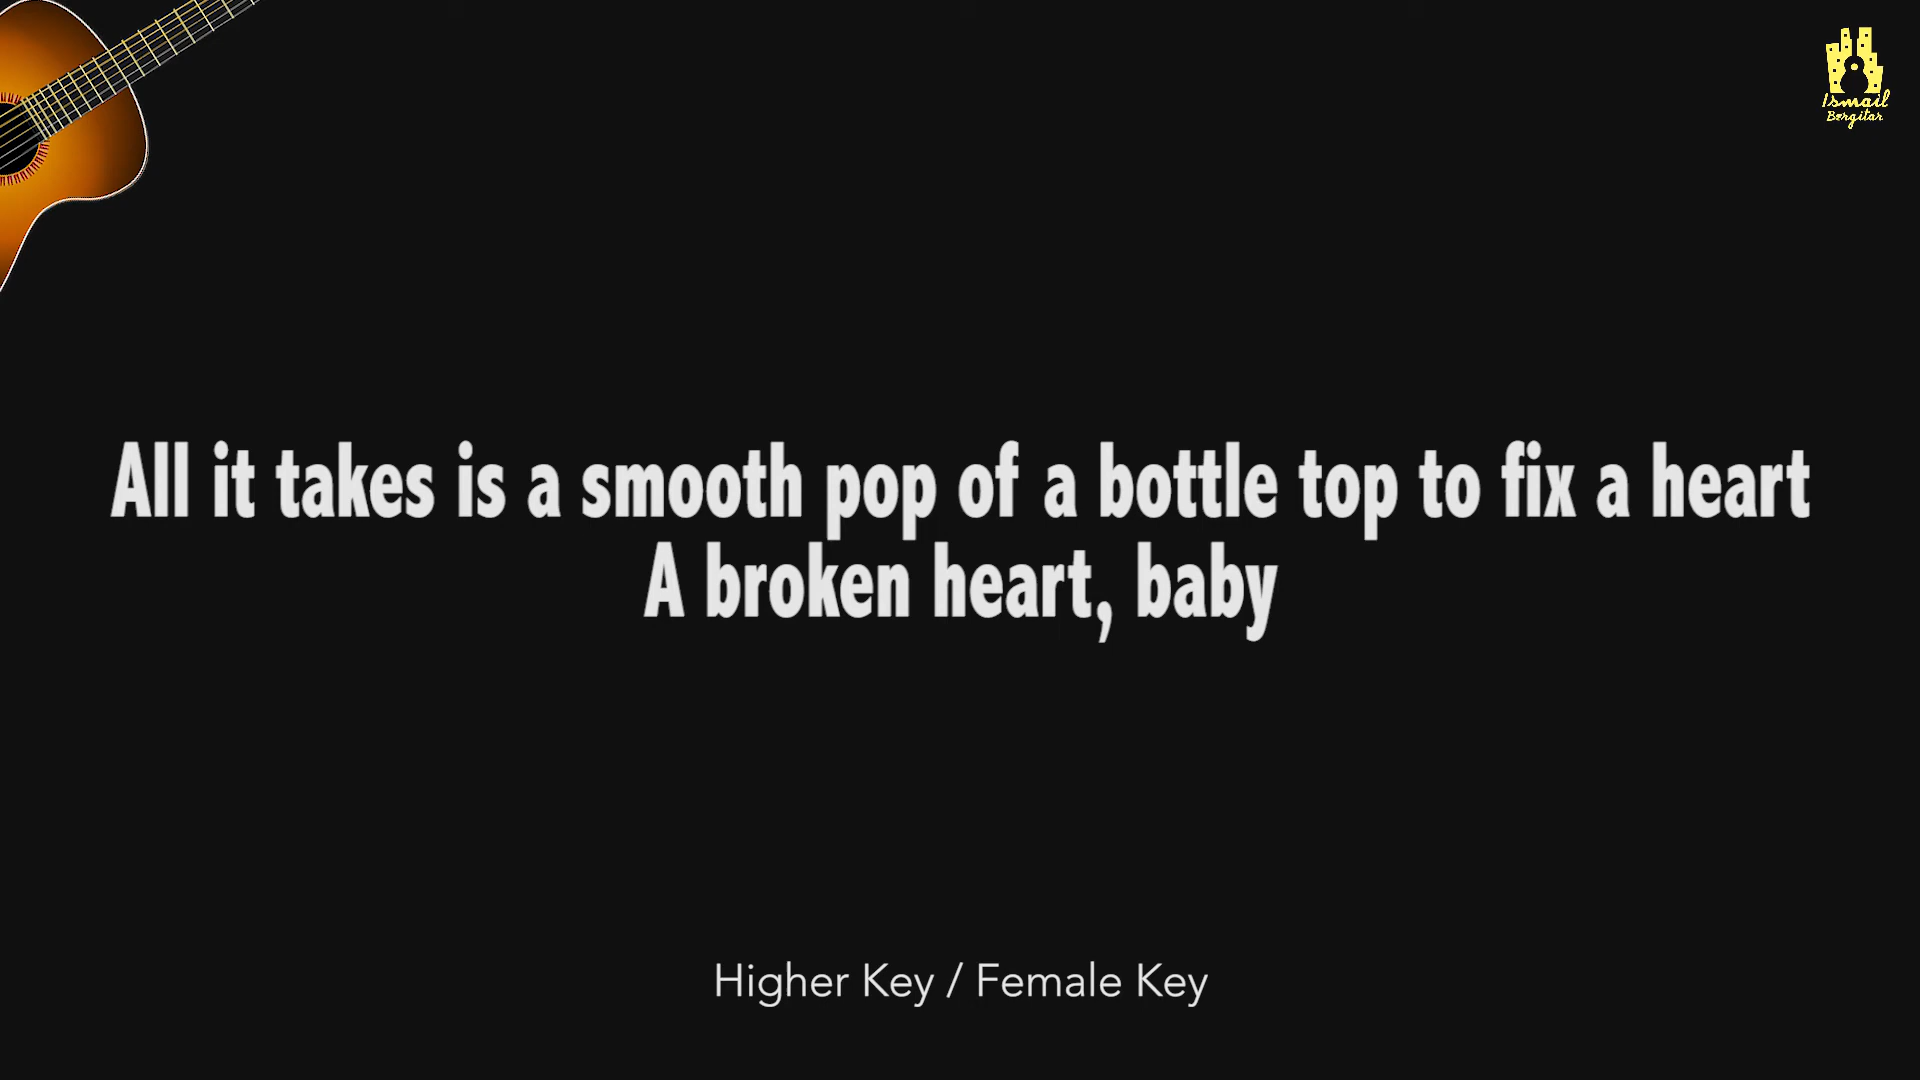 Ismail
Bergitar
All it takes is a smooth pop of a bottle top to fix a heart
A broken heart, baby
Higher Key / Female Key